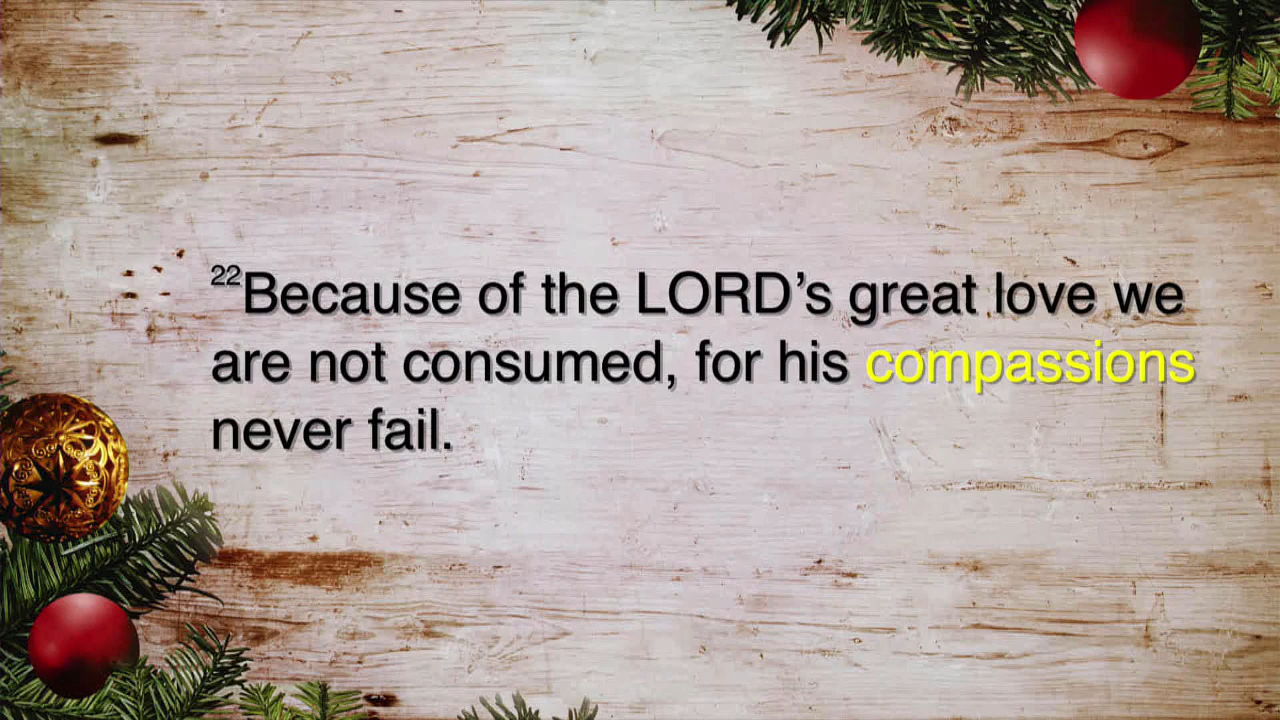 22Because of the LORD’s great love we
are not consumed, for his compassions
never fail.